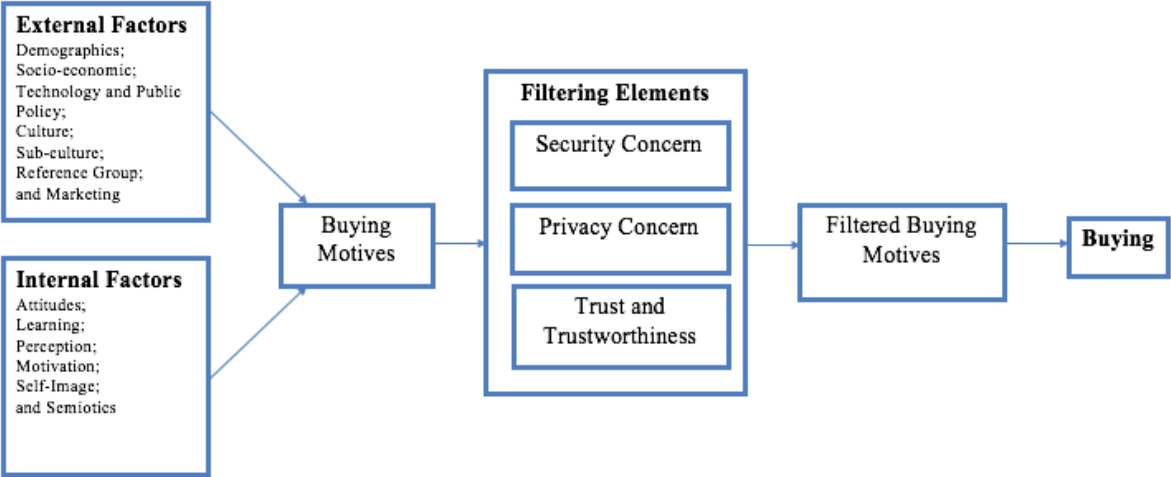 External Factors
Demographics;
Socio-economic;
Technology and Public
Policy;
Culture;
Sub-culture;
Reference Group;
and Marketing
Internal Factors
Attitudes;
Learning;
Perception;
Motivation;
Self-Image;
and Semiotics
Buying
Motives
Filtering Elements
Security Concern
Privacy Concern
Trust and
Trustworthiness
Filtered Buying
Motives
Buying